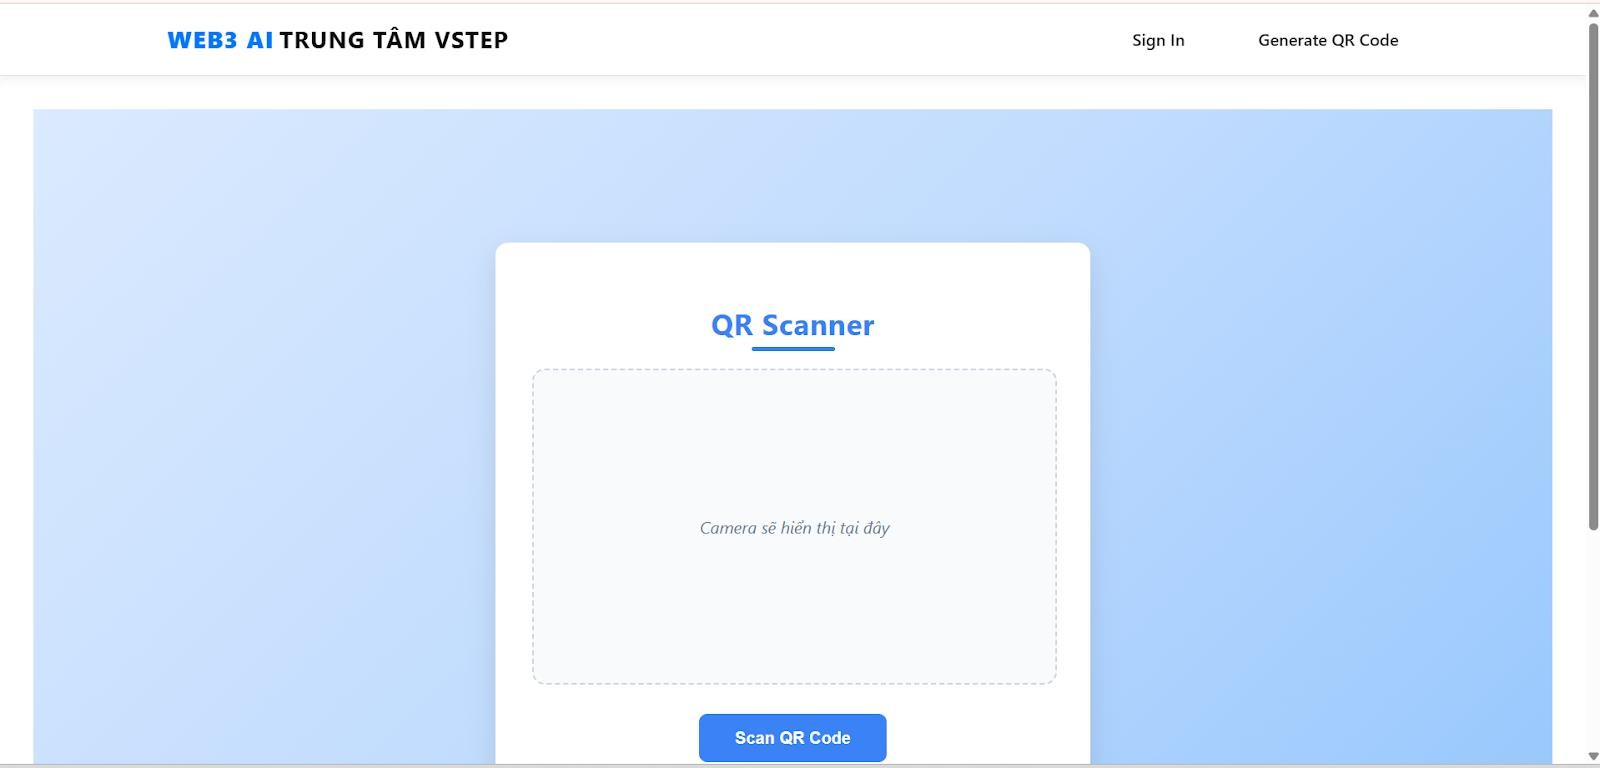 WEB3 AI TRUNG TÂM VSTEP
Sign In
Generate QR Code
QR Scanner
Camera sẽ hiển thị tại đây
Scan QR Code